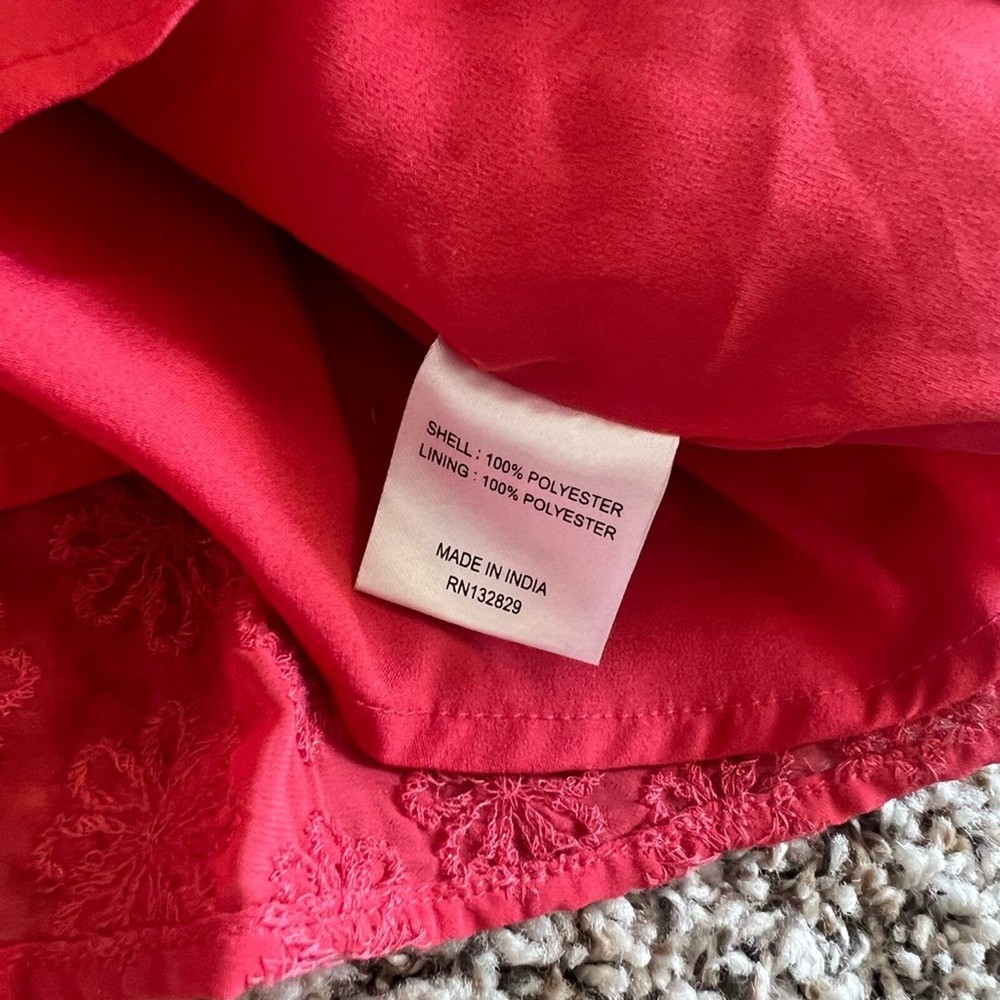 SHELL : 100% POLYESTER
LINING : 100% POLYESTER
MADE IN INDIA
RN132829